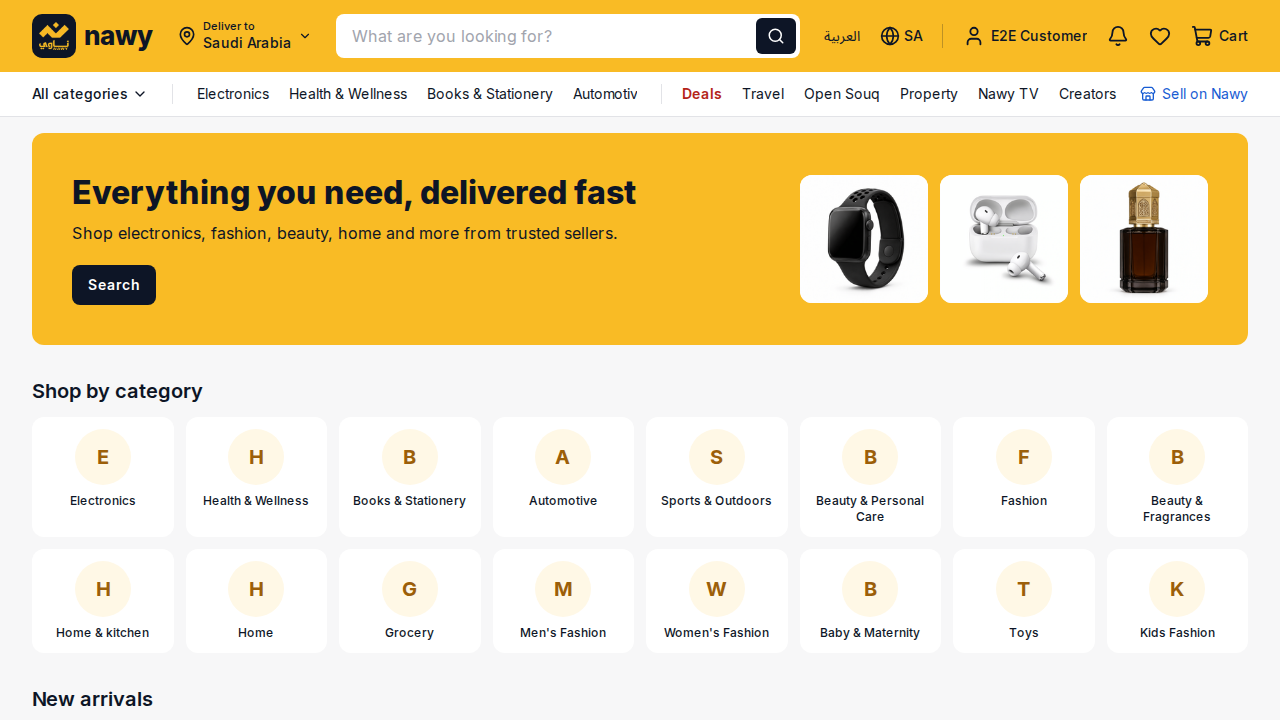 ناوي
NAWY
nawy
Deliver to
Saudi Arabia
What are you looking for?
العربية
SA
E2E Customer
Cart
All categories
Electronics
Health & Wellness
Books & Stationery
Automotiv
Deals
Travel
Open Souq
Property
Nawy TV
Creators
Sell on Nawy
Everything you need, delivered fast
Shop electronics, fashion, beauty, home and more from trusted sellers.
Search
Shop by category
E
H
B
A
S
B
F
B
Electronics
Health & Wellness
Books & Stationery
Automotive
Sports & Outdoors
Beauty & Personal
Care
Fashion
Beauty &
Fragrances
H
H
G
M
W
B
T
K
Home & kitchen
Home
Grocery
Men's Fashion
Women's Fashion
Baby & Maternity
Toys
Kids Fashion
New arrivals